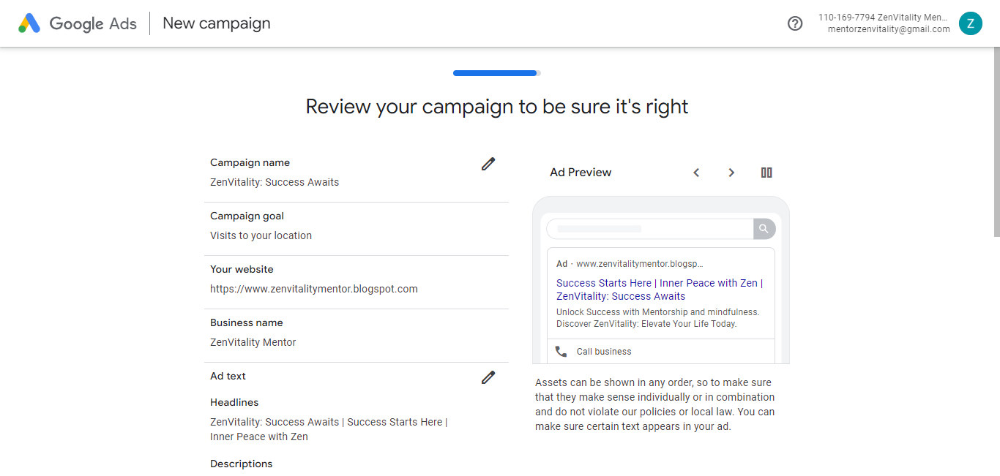 Google Ads
New campaign
110-169-7794 ZenVitality Men...
mentorzenvitality@gmail.com
Z
Review your campaign to be sure it's right
Campaign name
ZenVitality: Success Awaits
Campaign goal
Visits to your location
Your website
https://www.zenvitalitymentor.blogspot.com
Business name
ZenVitality Mentor
Ad text
Headlines
ZenVitality: Success Awaits | Success Starts Here |
Inner Peace with Zen
Descriptions
Ad Preview
Ad · www.zenvitalitymentor.blogsp...
Success Starts Here | Inner Peace with Zen |
ZenVitality: Success Awaits
Unlock Success with Mentorship and mindfulness.
Discover ZenVitality: Elevate Your Life Today.
Call business
Assets can be shown in any order, so to make sure
that they make sense individually or in combination
and do not violate our policies or local law. You can
make sure certain text appears in your ad.